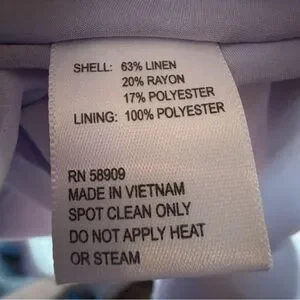 SHELL: 63% LINEN
20% RAYON
17% POLYESTER
LINING: 100% POLYESTER
RN 58909
MADE IN VIETNAM
SPOT CLEAN ONLY
DO NOT APPLY HEAT
OR STEAM